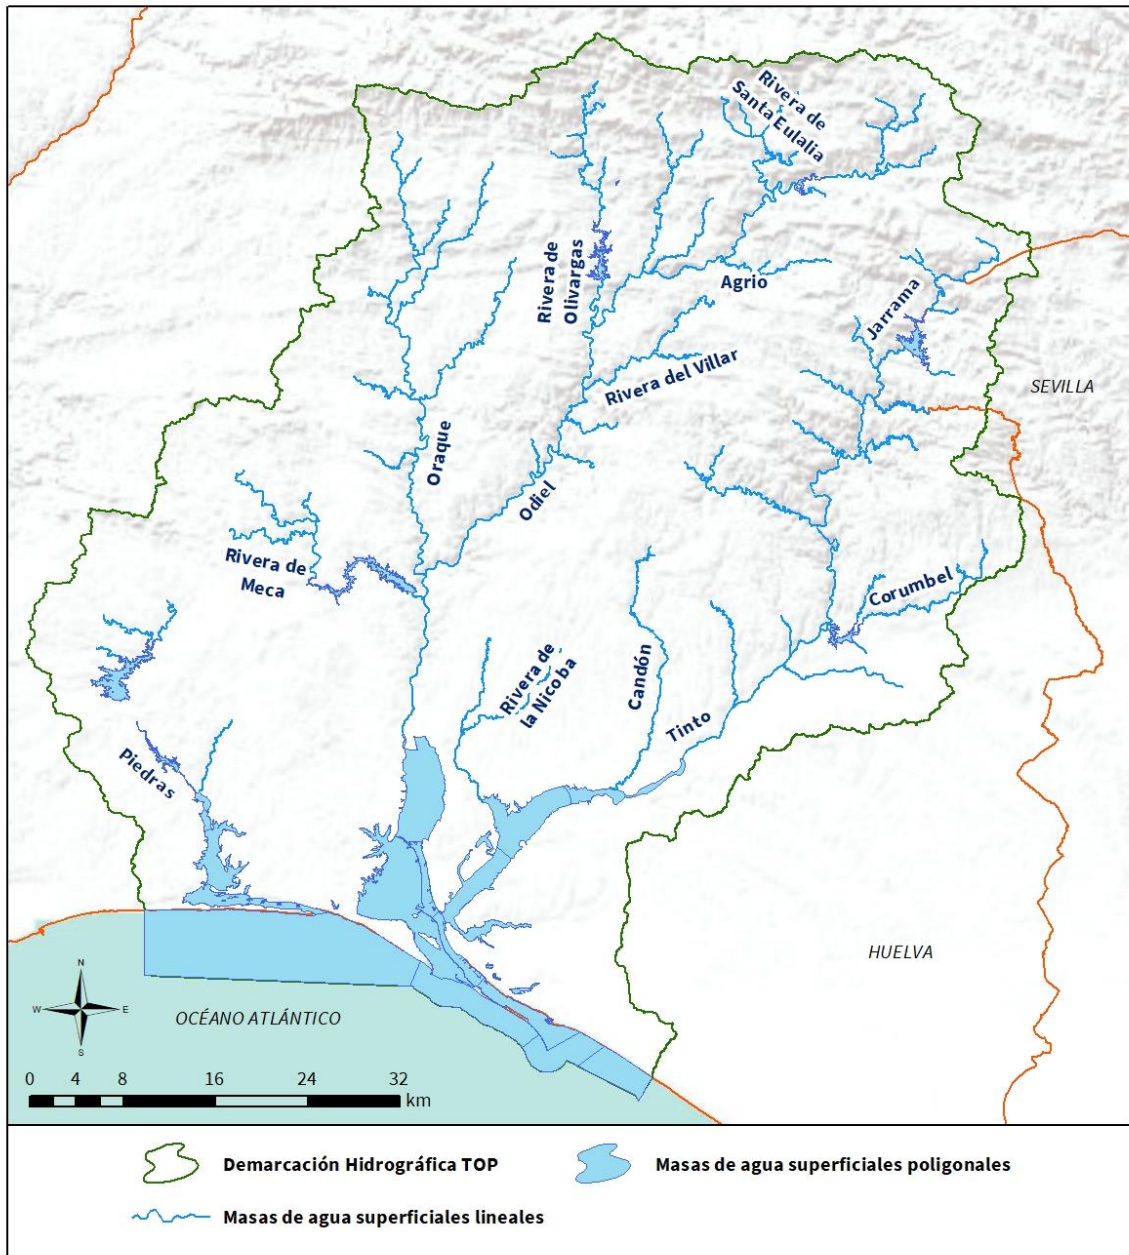 Rivera de
Santa Eulalia
Rivera de
Olivargas
Agrio
Jarrama
SEVILLA
Rivera del Villar
Oraque
Odiel
Rivera de
Meca
Corumbel
Rivera de
la Nicoba
Candón
Tinto
Piedras
HUELVA
N
W E
S
OCÉANO ATLÁNTICO
0 4 8 16 24 32
km
Demarcación Hidrográfica TOP
Masas de agua superficiales poligonales
Masas de agua superficiales lineales